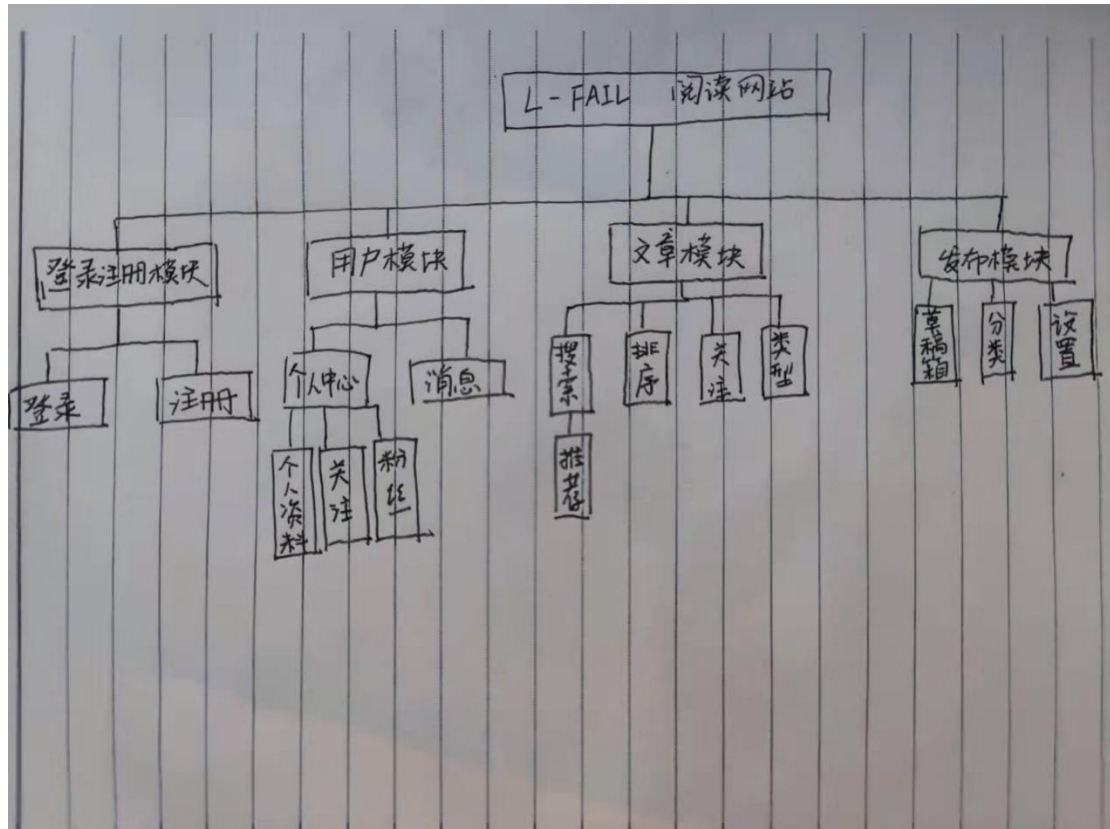 L-FAIL 阅读网站
登录注册模块
用户模块
文章模块
发布模块
登录
注册
个人中心
消息
个人资料
关注
粉丝
搜索
排序
关注
类型
推荐
草稿箱
分类
设置